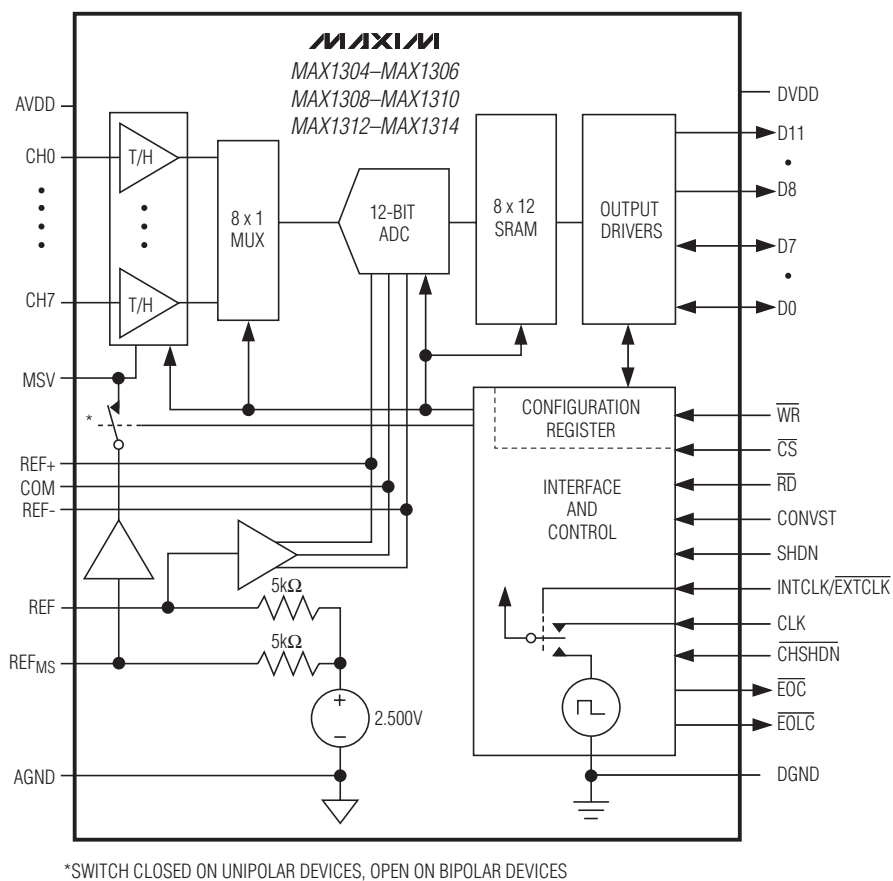 MAXIM
MAX1304–MAX1306
MAX1308–MAX1310
MAX1312–MAX1314
AVDD
CH0
CH7
MSV
*
REF+
COM
REF-
REF
REFMS
AGND
T/H
T/H
8 x 1
MUX
12-BIT
ADC
8 x 12
SRAM
OUTPUT
DRIVERS
CONFIGURATION
REGISTER
INTERFACE
AND
CONTROL
5kΩ
5kΩ
+
–
2.500V
DVDD
D11
D8
D7
D0
WR
CS
RD
CONVST
SHDN
INTCLK/EXTCLK
CLK
CHSHDN
EOC
EOLC
DGND
*SWITCH CLOSED ON UNIPOLAR DEVICES, OPEN ON BIPOLAR DEVICES